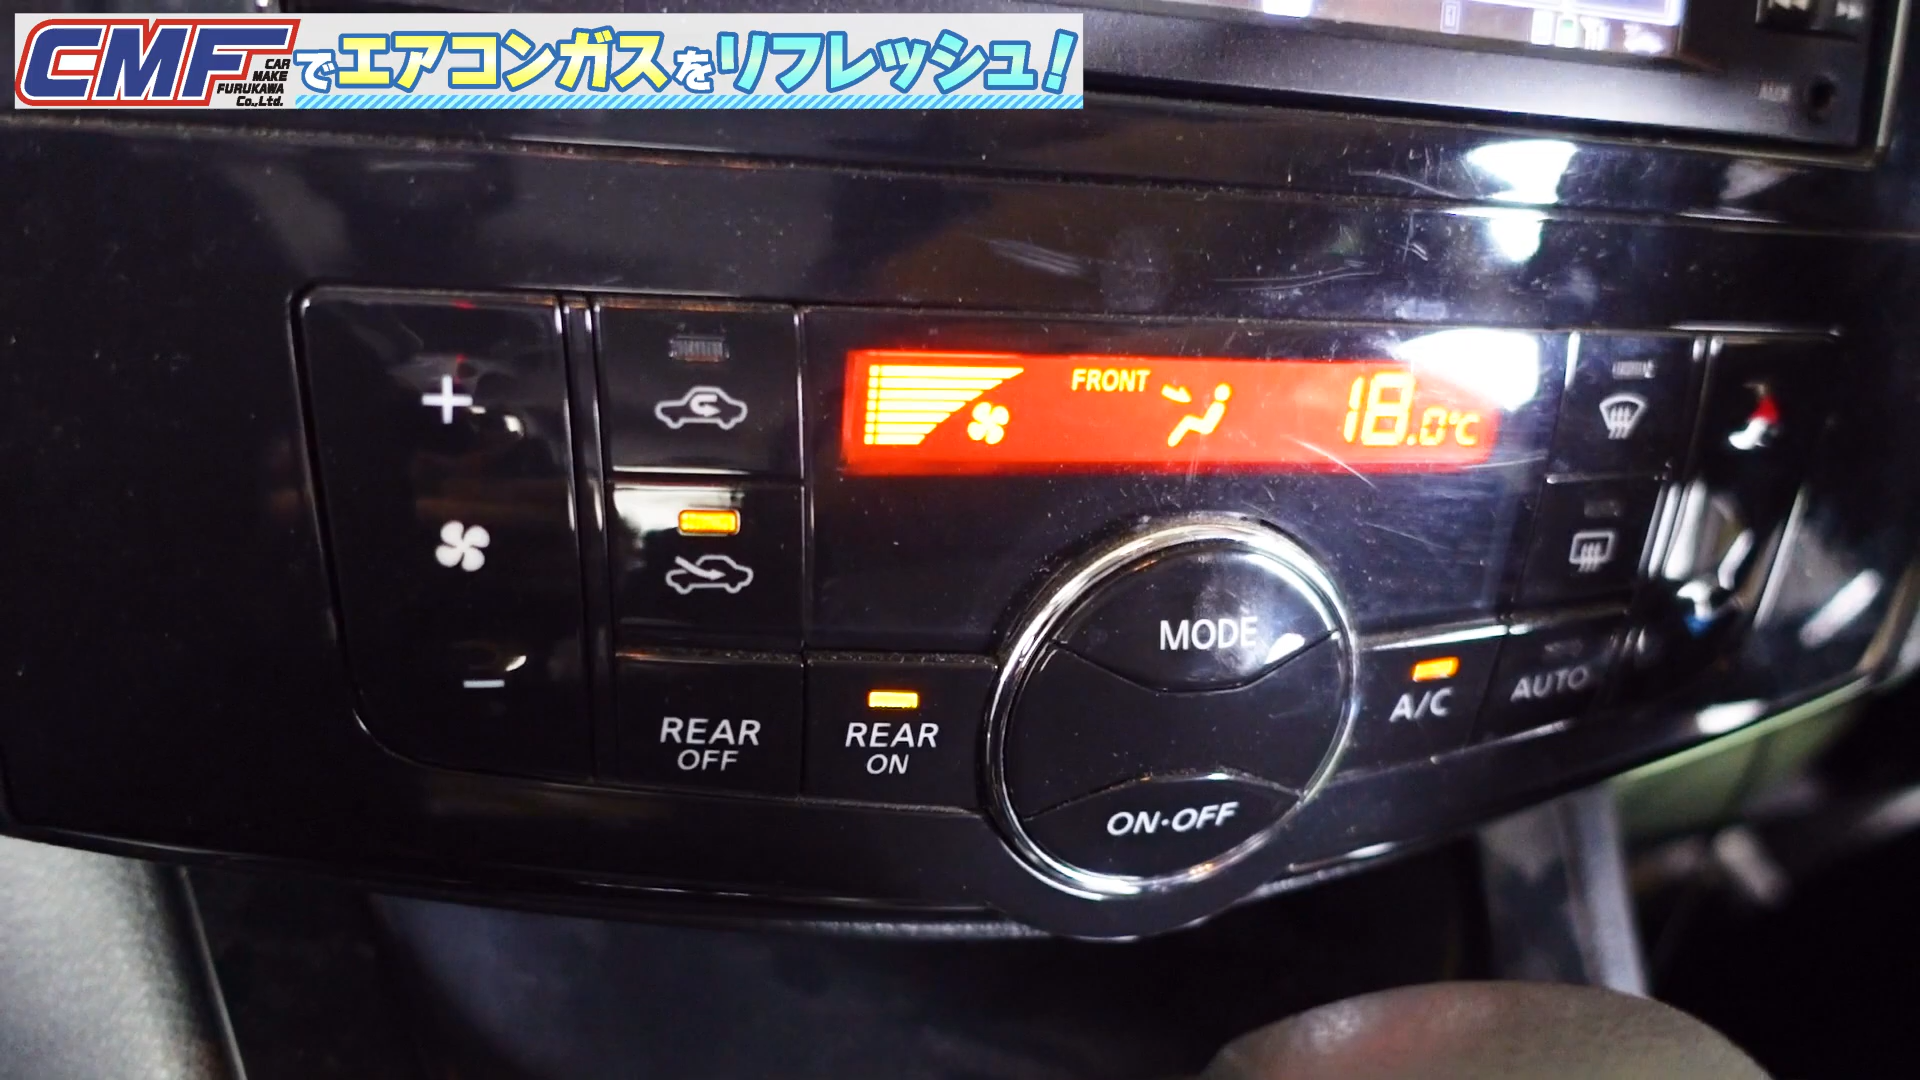 CMF
CAR
MAKE
FURUKAWA
Co.,Ltd.
でエアコンガスをリフレッシュ!
FRONT
18.0℃
MODE
REAR
OFF
REAR
ON
A/C
AUTO
ON·OFF